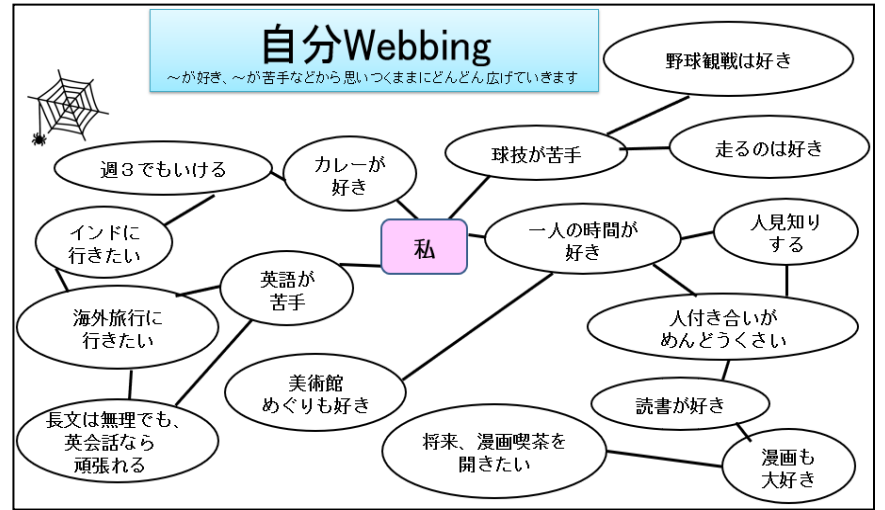 自分Webbing
～が好き、～が苦手などから思いつくままにどんどん広げていきます
野球観戦は好き
球技が苦手
走るのは好き
カレーが
好き
週３でもいける
インドに
行きたい
私
一人の時間が
好き
人見知り
する
英語が
苦手
海外旅行に
行きたい
人付き合いが
めんどうくさい
美術館
めぐりも好き
読書が好き
長文は無理でも、
英会話なら
頑張れる
将来、漫画喫茶を
開きたい
漫画も
大好き